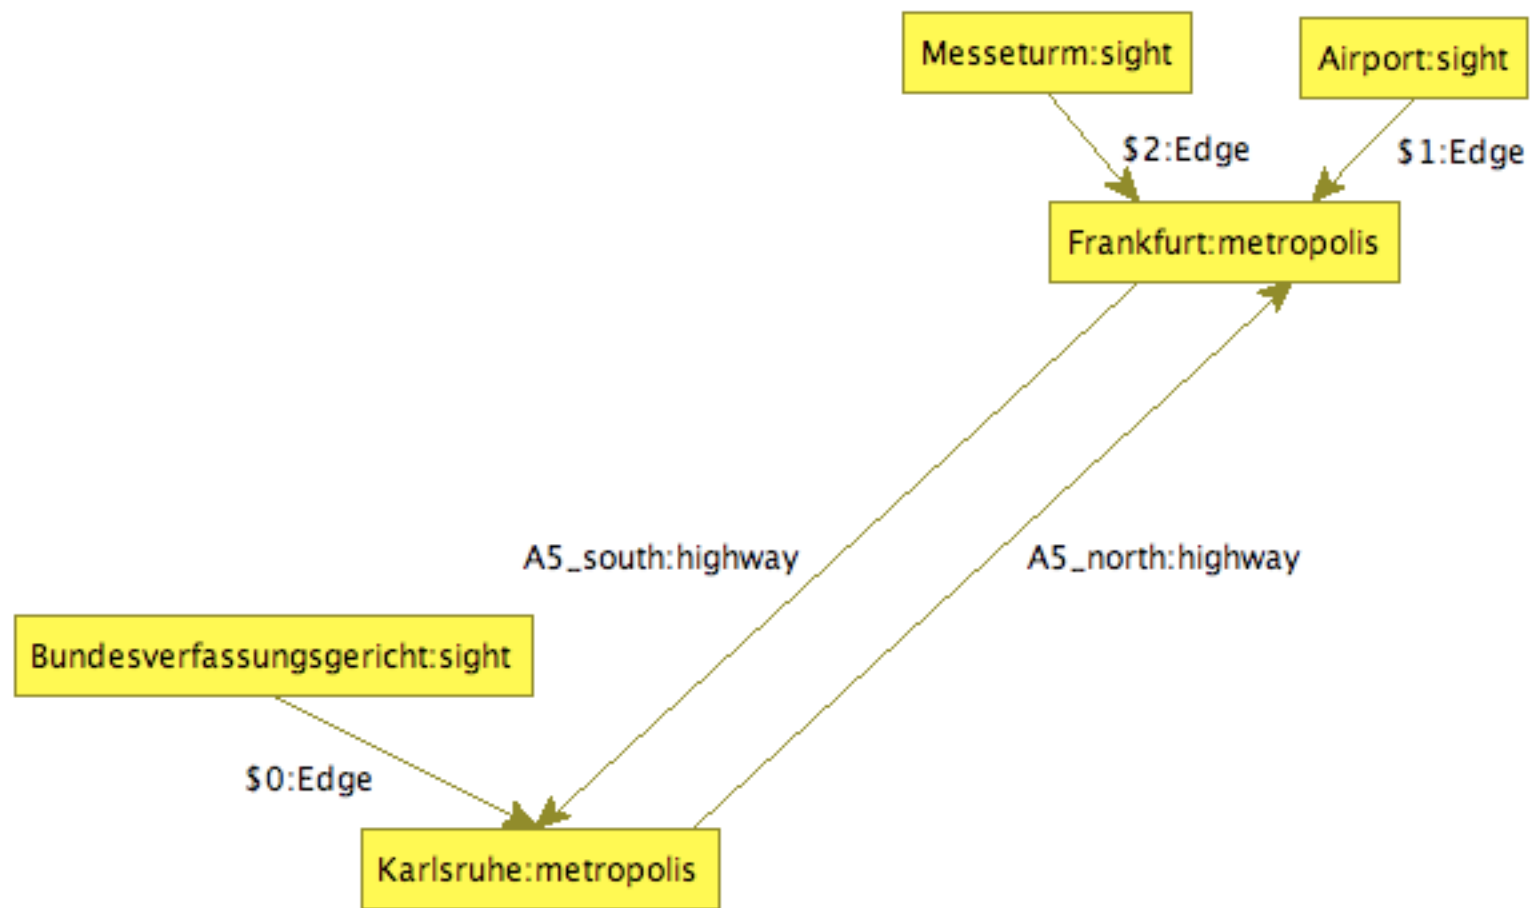 Messeturm:sight
Airport:sight
$2:Edge
$1:Edge
Frankfurt:metropolis
A5_south:highway
A5_north:highway
Bundesverfassungsgericht:sight
$0:Edge
Karlsruhe:metropolis